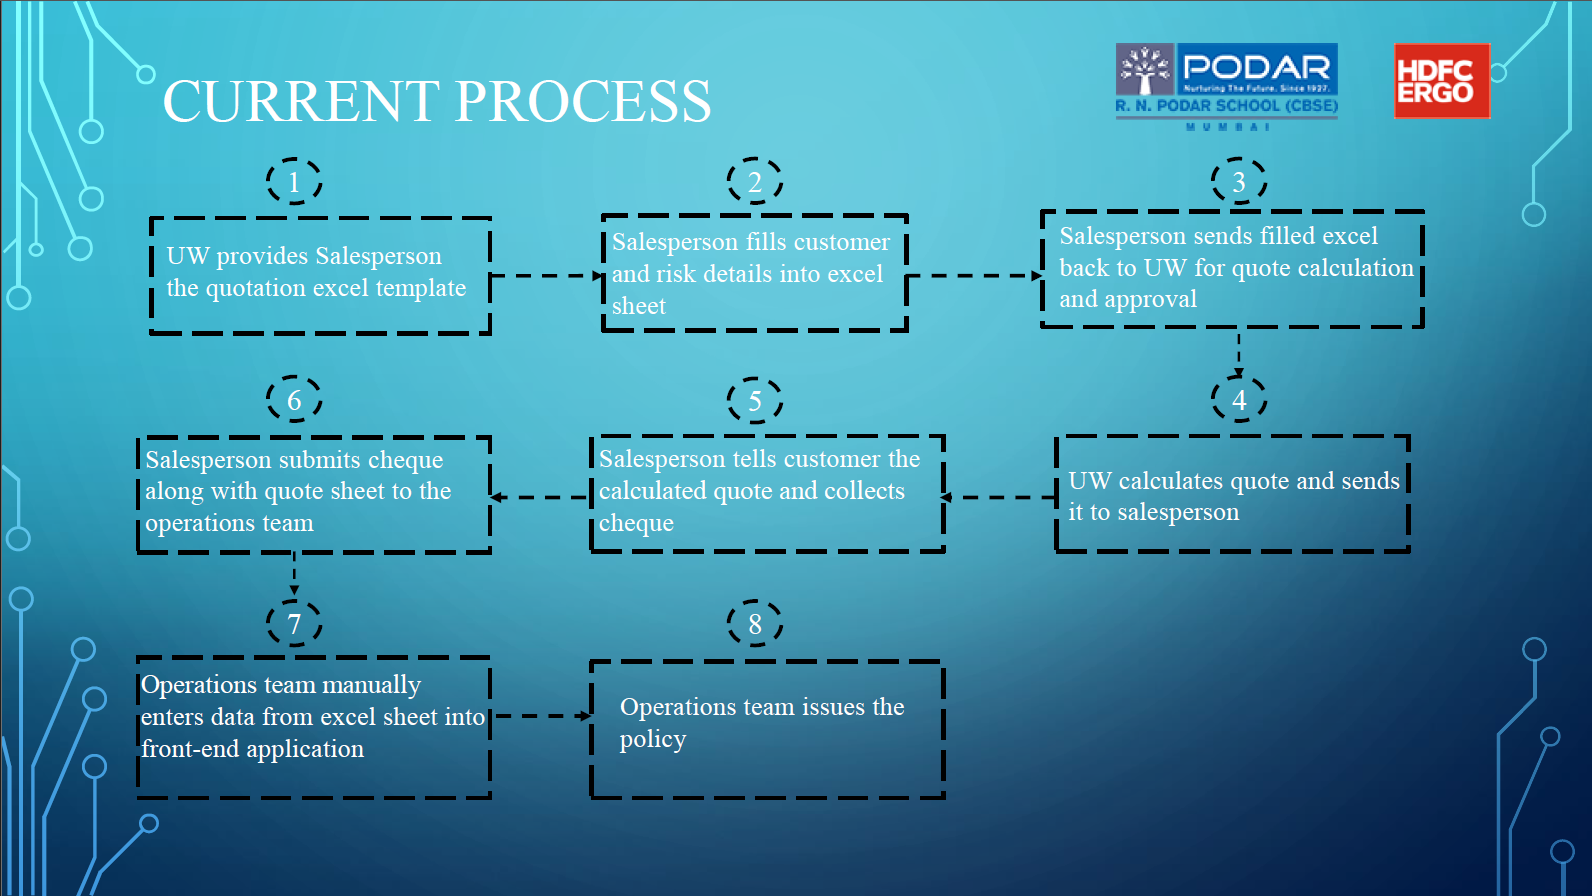 CURRENT PROCESS
PODAR
Nurturing The Future. Since 1927.
R. N. PODAR SCHOOL (CBSE)
MUMBAI
HDFC
ERGO
1
UW provides Salesperson
the quotation excel template
2
Salesperson fills customer
and risk details into excel
sheet
3
Salesperson sends filled excel
back to UW for quote calculation
and approval
4
UW calculates quote and sends
it to salesperson
5
Salesperson tells customer the
calculated quote and collects
cheque
6
Salesperson submits cheque
along with quote sheet to the
operations team
7
Operations team manually
enters data from excel sheet into
front-end application
8
Operations team issues the
policy